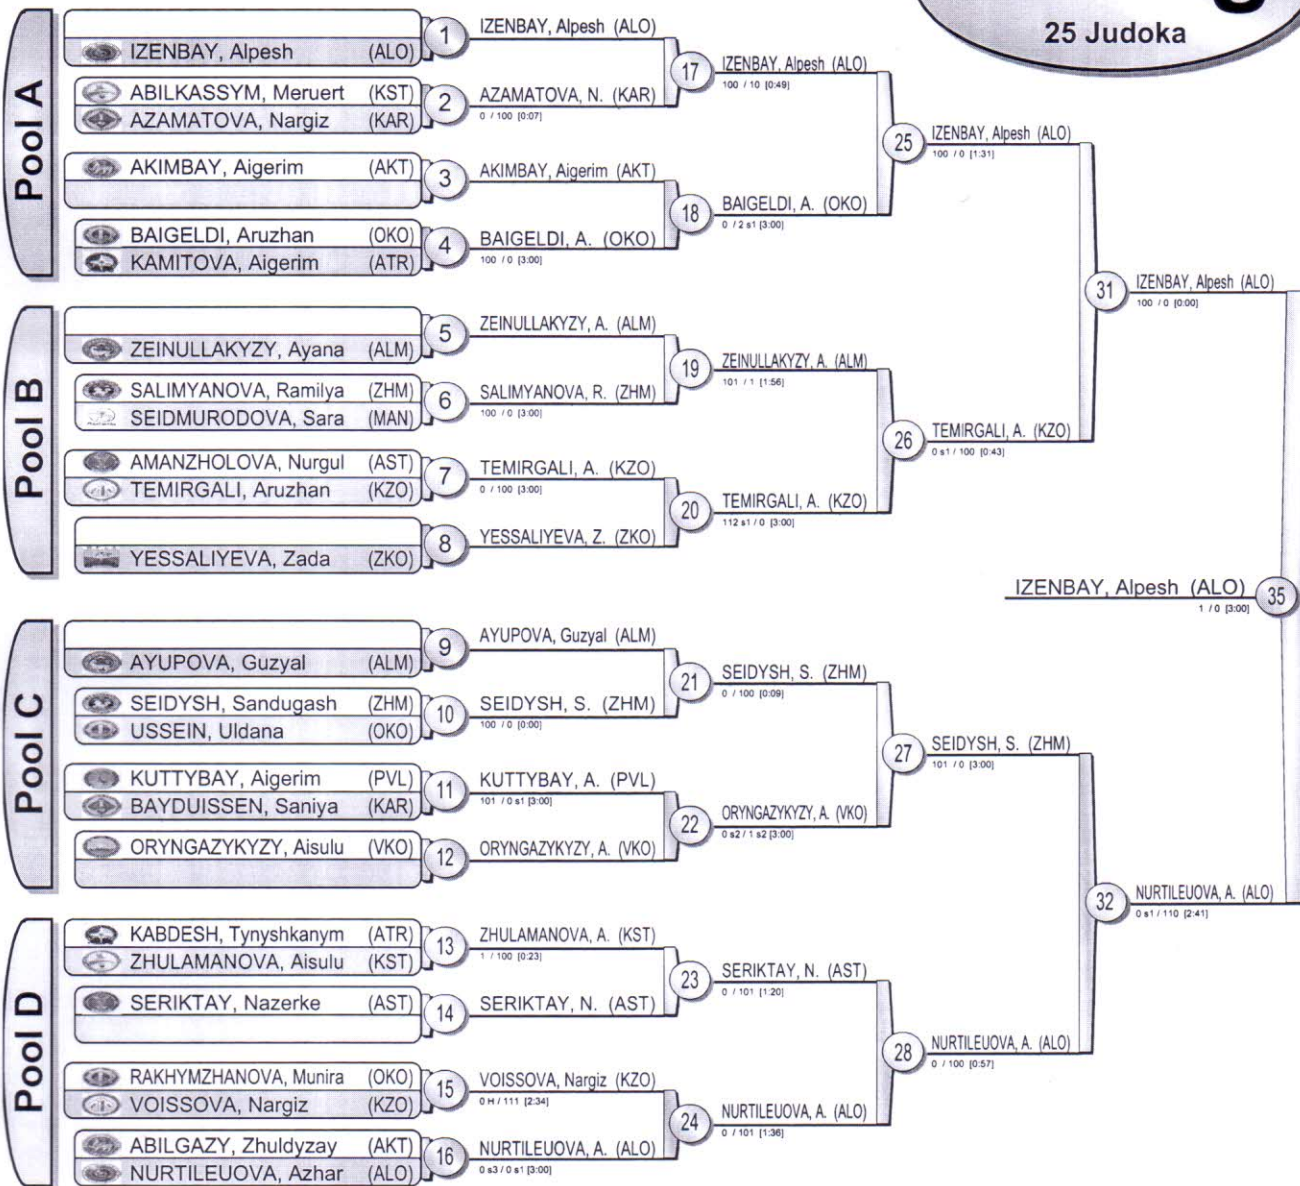 25 Judoka
Pool A
IZENBAY, Alpesh (ALO)
ABILKASSYM, Meruert (KST)
AZAMATOVA, Nargiz (KAR)
AKIMBAY, Aigerim (AKT)
BAIGELDI, Aruzhan (OKO)
KAMITOVA, Aigerim (ATR)
Pool B
ZEINULLAKYZY, Ayana (ALM)
SALIMYANOVA, Ramilya (ZHM)
SEIDMURODOVA, Sara (MAN)
AMANZHOLOVA, Nurgul (AST)
TEMIRGALI, Aruzhan (KZO)
YESSALIYEVA, Zada (ZKO)
Pool C
AYUPOVA, Guzyal (ALM)
SEIDYSH, Sandugash (ZHM)
USSEIN, Uldana (OKO)
KUTTYBAY, Aigerim (PVL)
BAYDUISSEN, Saniya (KAR)
ORYNGAZYKYZY, Aisulu (VKO)
Pool D
KABDESH, Tynyshkanym (ATR)
ZHULAMANOVA, Aisulu (KST)
SERIKTAY, Nazerke (AST)
RAKHYMZHANOVA, Munira (OKO)
VOISSOVA, Nargiz (KZO)
ABILGAZY, Zhuldyzay (AKT)
NURTILEUOVA, Azhar (ALO)
1 IZENBAY, Alpesh (ALO)
2 AZAMATOVA, N. (KAR)
0 / 100 [0:07]
3 AKIMBAY, Aigerim (AKT)
4 BAIGELDI, A. (OKO)
100 / 0 [3:00]
5 ZEINULLAKYZY, A. (ALM)
6 SALIMYANOVA, R. (ZHM)
100 / 0 [3:00]
7 TEMIRGALI, A. (KZO)
0 / 100 [3:00]
8 YESSALIYEVA, Z. (ZKO)
9 AYUPOVA, Guzyal (ALM)
10 SEIDYSH, S. (ZHM)
100 / 0 [0:00]
11 KUTTYBAY, A. (PVL)
101 / 0 s1 [3:00]
12 ORYNGAZYKYZY, A. (VKO)
13 ZHULAMANOVA, A. (KST)
1 / 100 [0:23]
14 SERIKTAY, N. (AST)
15 VOISSOVA, Nargiz (KZO)
0 H / 111 [2:34]
16 NURTILEUOVA, A. (ALO)
0 s3 / 0 s1 [3:00]
17 IZENBAY, Alpesh (ALO)
100 / 10 [0:49]
18 BAIGELDI, A. (OKO)
0 / 2 s1 [3:00]
19 ZEINULLAKYZY, A. (ALM)
101 / 1 [1:56]
20 TEMIRGALI, A. (KZO)
112 s1 / 0 [3:00]
21 SEIDYSH, S. (ZHM)
0 / 100 [0:09]
22 ORYNGAZYKYZY, A. (VKO)
0 s2 / 1 s2 [3:00]
23 SERIKTAY, N. (AST)
0 / 101 [1:20]
24 NURTILEUOVA, A. (ALO)
0 / 101 [1:36]
25 IZENBAY, Alpesh (ALO)
100 / 0 [1:31]
26 TEMIRGALI, A. (KZO)
0 s1 / 100 [0:43]
27 SEIDYSH, S. (ZHM)
101 / 0 [3:00]
28 NURTILEUOVA, A. (ALO)
0 / 100 [0:57]
31 IZENBAY, Alpesh (ALO)
100 / 0 [0:00]
32 NURTILEUOVA, A. (ALO)
0 s1 / 110 [2:41]
IZENBAY, Alpesh (ALO) 35
1 / 0 [3:00]